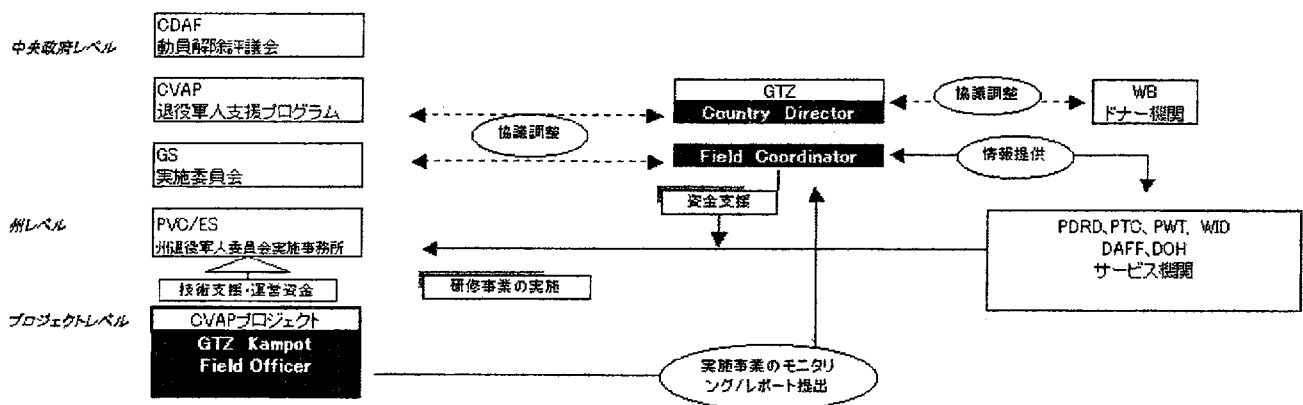 中央政府レベル
CDAF
動員解除評議会
CVAP
退役軍人支援プログラム
GS
実施委員会
協議調整
GTZ
Country Director
Field Coordinator
協議調整
WB
ドナー機関
情報提供
資金支援
州レベル
PVC/ES
州退役軍人委員会実施事務所
PDRD、PTC、PWT、WID
DAFF、DOH
サービス機関
技術支援・運営資金
研修事業の実施
プロジェクトレベル
CVAPプロジェクト
GTZ Kampot
Field Officer
実施事業のモニタリ
ング/レポート提出